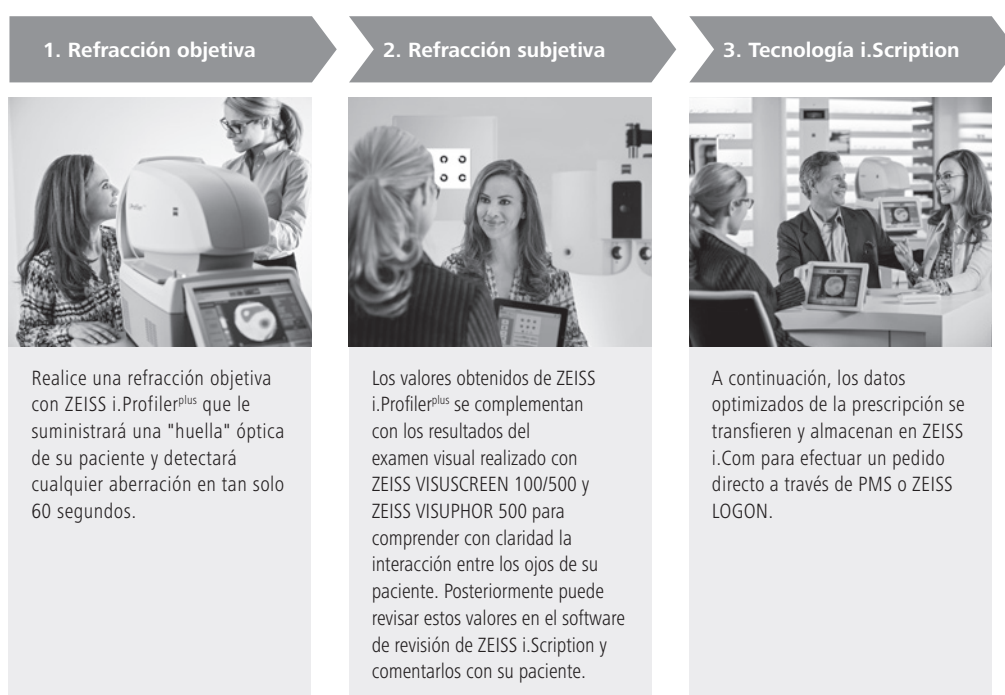 1. Refracción objetiva
2. Refracción subjetiva
3. Tecnología i.Scription
Realice una refracción objetiva
con ZEISS i.Profilerplus que le
suministrará una "huella" óptica
de su paciente y detectará
cualquier aberración en tan solo
60 segundos.
Los valores obtenidos de ZEISS
i.Profilerplus se complementan
con los resultados del
examen visual realizado con
ZEISS VISUSCREEN 100/500 y
ZEISS VISUPHOR 500 para
comprender con claridad la
interacción entre los ojos de su
paciente. Posteriormente puede
revisar estos valores en el software
de revisión de ZEISS i.Scription y
comentarlos con su paciente.
A continuación, los datos
optimizados de la prescripción se
transfieren y almacenan en ZEISS
i.Com para efectuar un pedido
directo a través de PMS o ZEISS
LOGON.